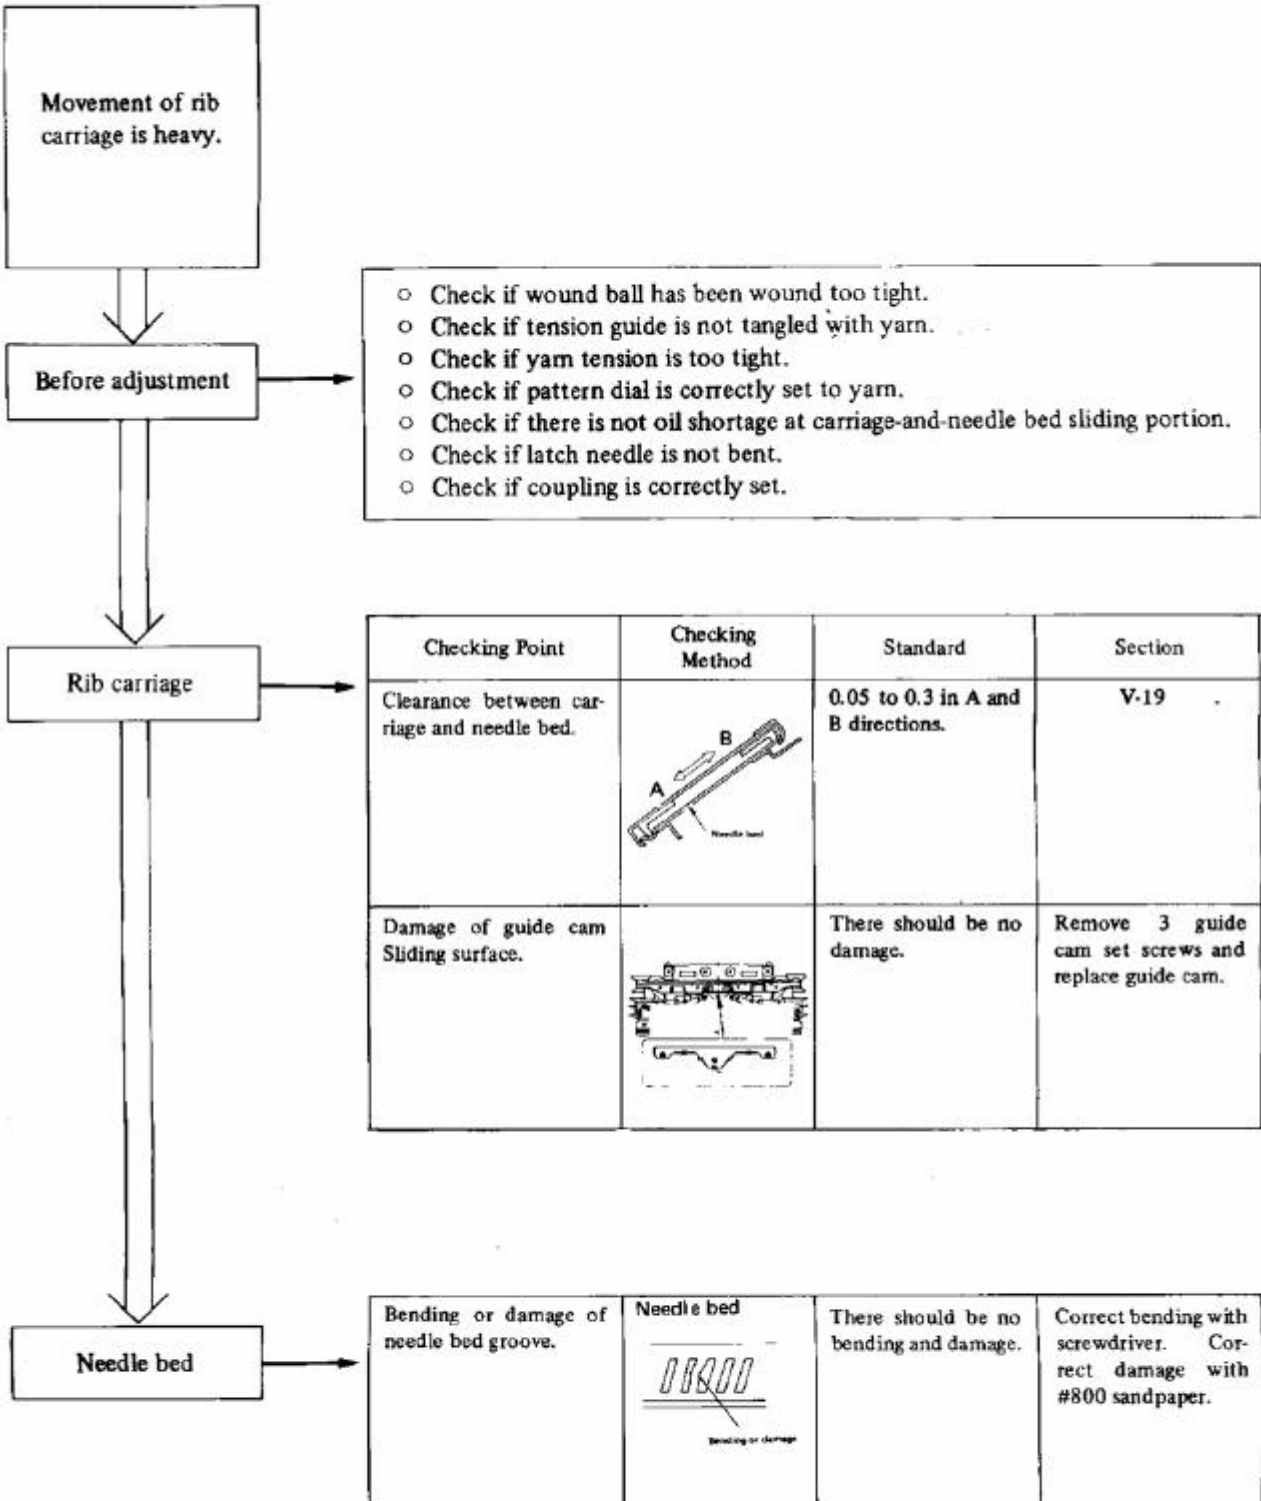 Movement of rib
carriage is heavy.
Before adjustment
○ Check if wound ball has been wound too tight.
○ Check if tension guide is not tangled with yarn.
○ Check if yarn tension is too tight.
○ Check if pattern dial is correctly set to yarn.
○ Check if there is not oil shortage at carriage-and-needle bed sliding portion.
○ Check if latch needle is not bent.
○ Check if coupling is correctly set.
Rib carriage
Checking Point
Checking
Method
Standard
Section
Clearance between car-
riage and needle bed.
B
A
Needle bed
0.05 to 0.3 in A and
B directions.
V-19
Damage of guide cam
Sliding surface.
There should be no
damage.
Remove 3 guide
cam set screws and
replace guide cam.
Needle bed
Bending or damage of
needle bed groove.
Needle bed
Bending or damage
There should be no
bending and damage.
Correct bending with
screwdriver. Cor-
rect damage with
#800 sandpaper.